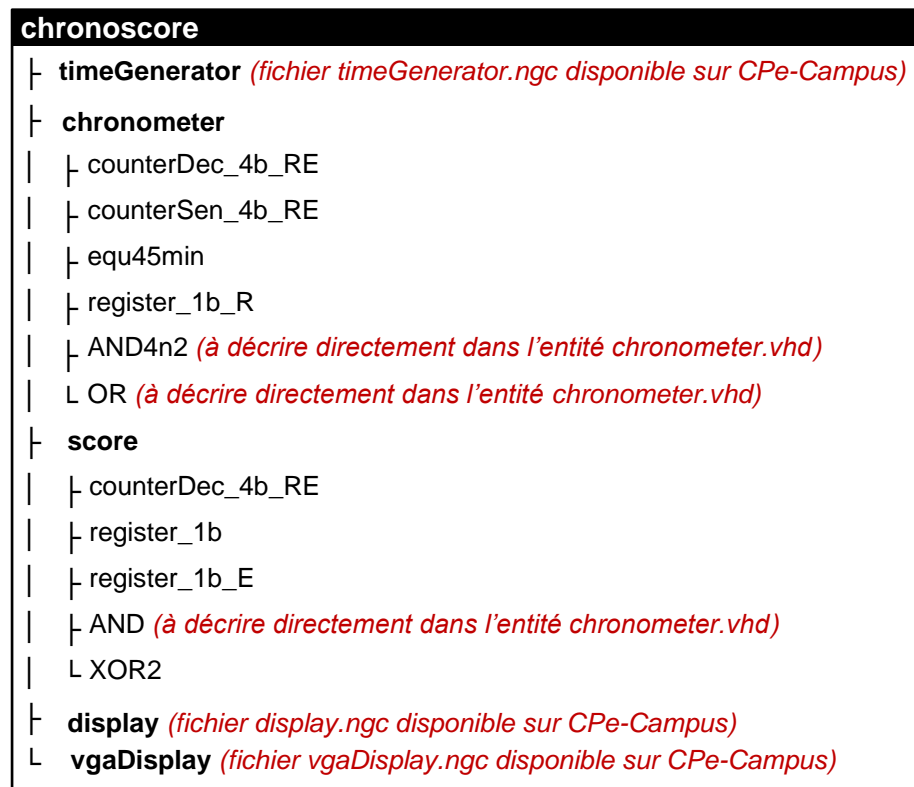 chronoscore
├ timeGenerator (fichier timeGenerator.ngc disponible sur CPe-Campus)
├ chronometer
│ ├ counterDec_4b_RE
│ ├ counterSen_4b_RE
│ ├ equ45min
│ ├ register_1b_R
│ ├ AND4n2 (à décrire directement dans l’entité chronometer.vhd)
│ └ OR (à décrire directement dans l’entité chronometer.vhd)
├ score
│ ├ counterDec_4b_RE
│ ├ register_1b
│ ├ register_1b_E
│ ├ AND (à décrire directement dans l’entité chronometer.vhd)
│ └ XOR2
├ display (fichier display.ngc disponible sur CPe-Campus)
└ vgaDisplay (fichier vgaDisplay.ngc disponible sur CPe-Campus)